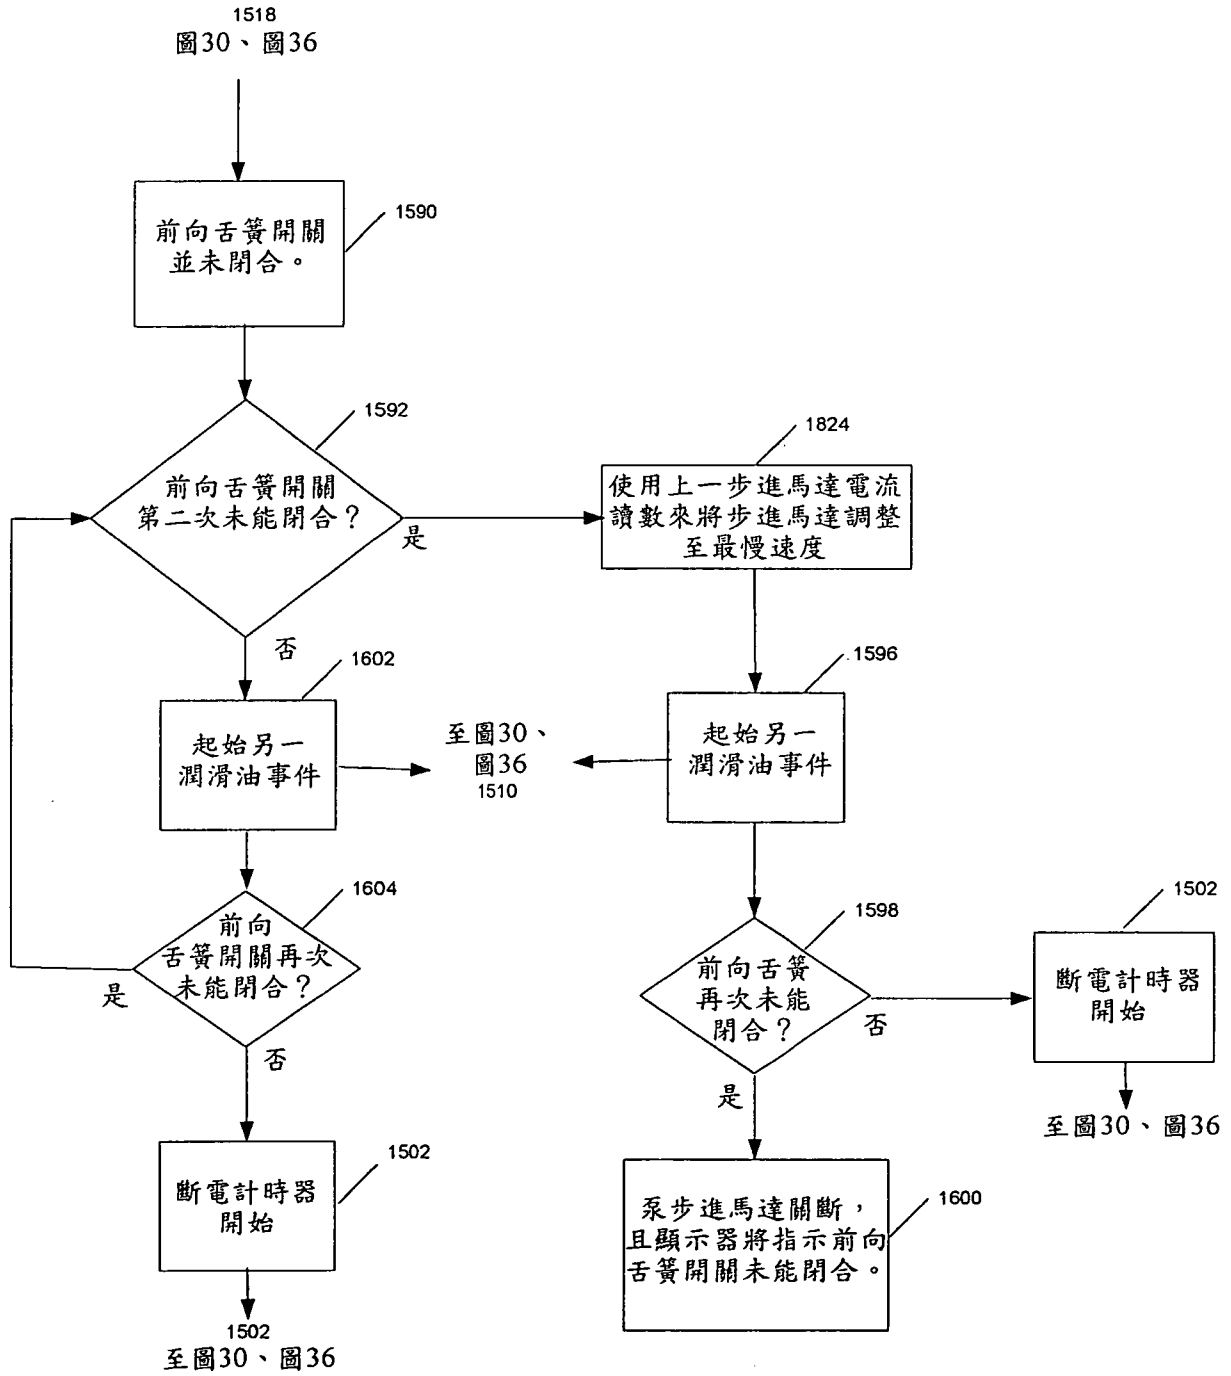 1518
圖30、圖36
1590
前向舌簧開關
並未閉合。
1592
前向舌簧開關
第二次未能閉合？
是
否
1824
使用上一步進馬達電流
讀數來將步進馬達調整
至最慢速度
1602
起始另一
潤滑油事件
至圖30、
圖36
1510
1596
起始另一
潤滑油事件
1604
前向
舌簧開關再次
未能閉合？
是
否
1598
前向舌簧
再次未能
閉合？
否
是
1502
斷電計時器
開始
至圖30、圖36
1502
斷電計時器
開始
1502
至圖30、圖36
1600
泵步進馬達關斷，
且顯示器將指示前向
舌簧開關未能閉合。